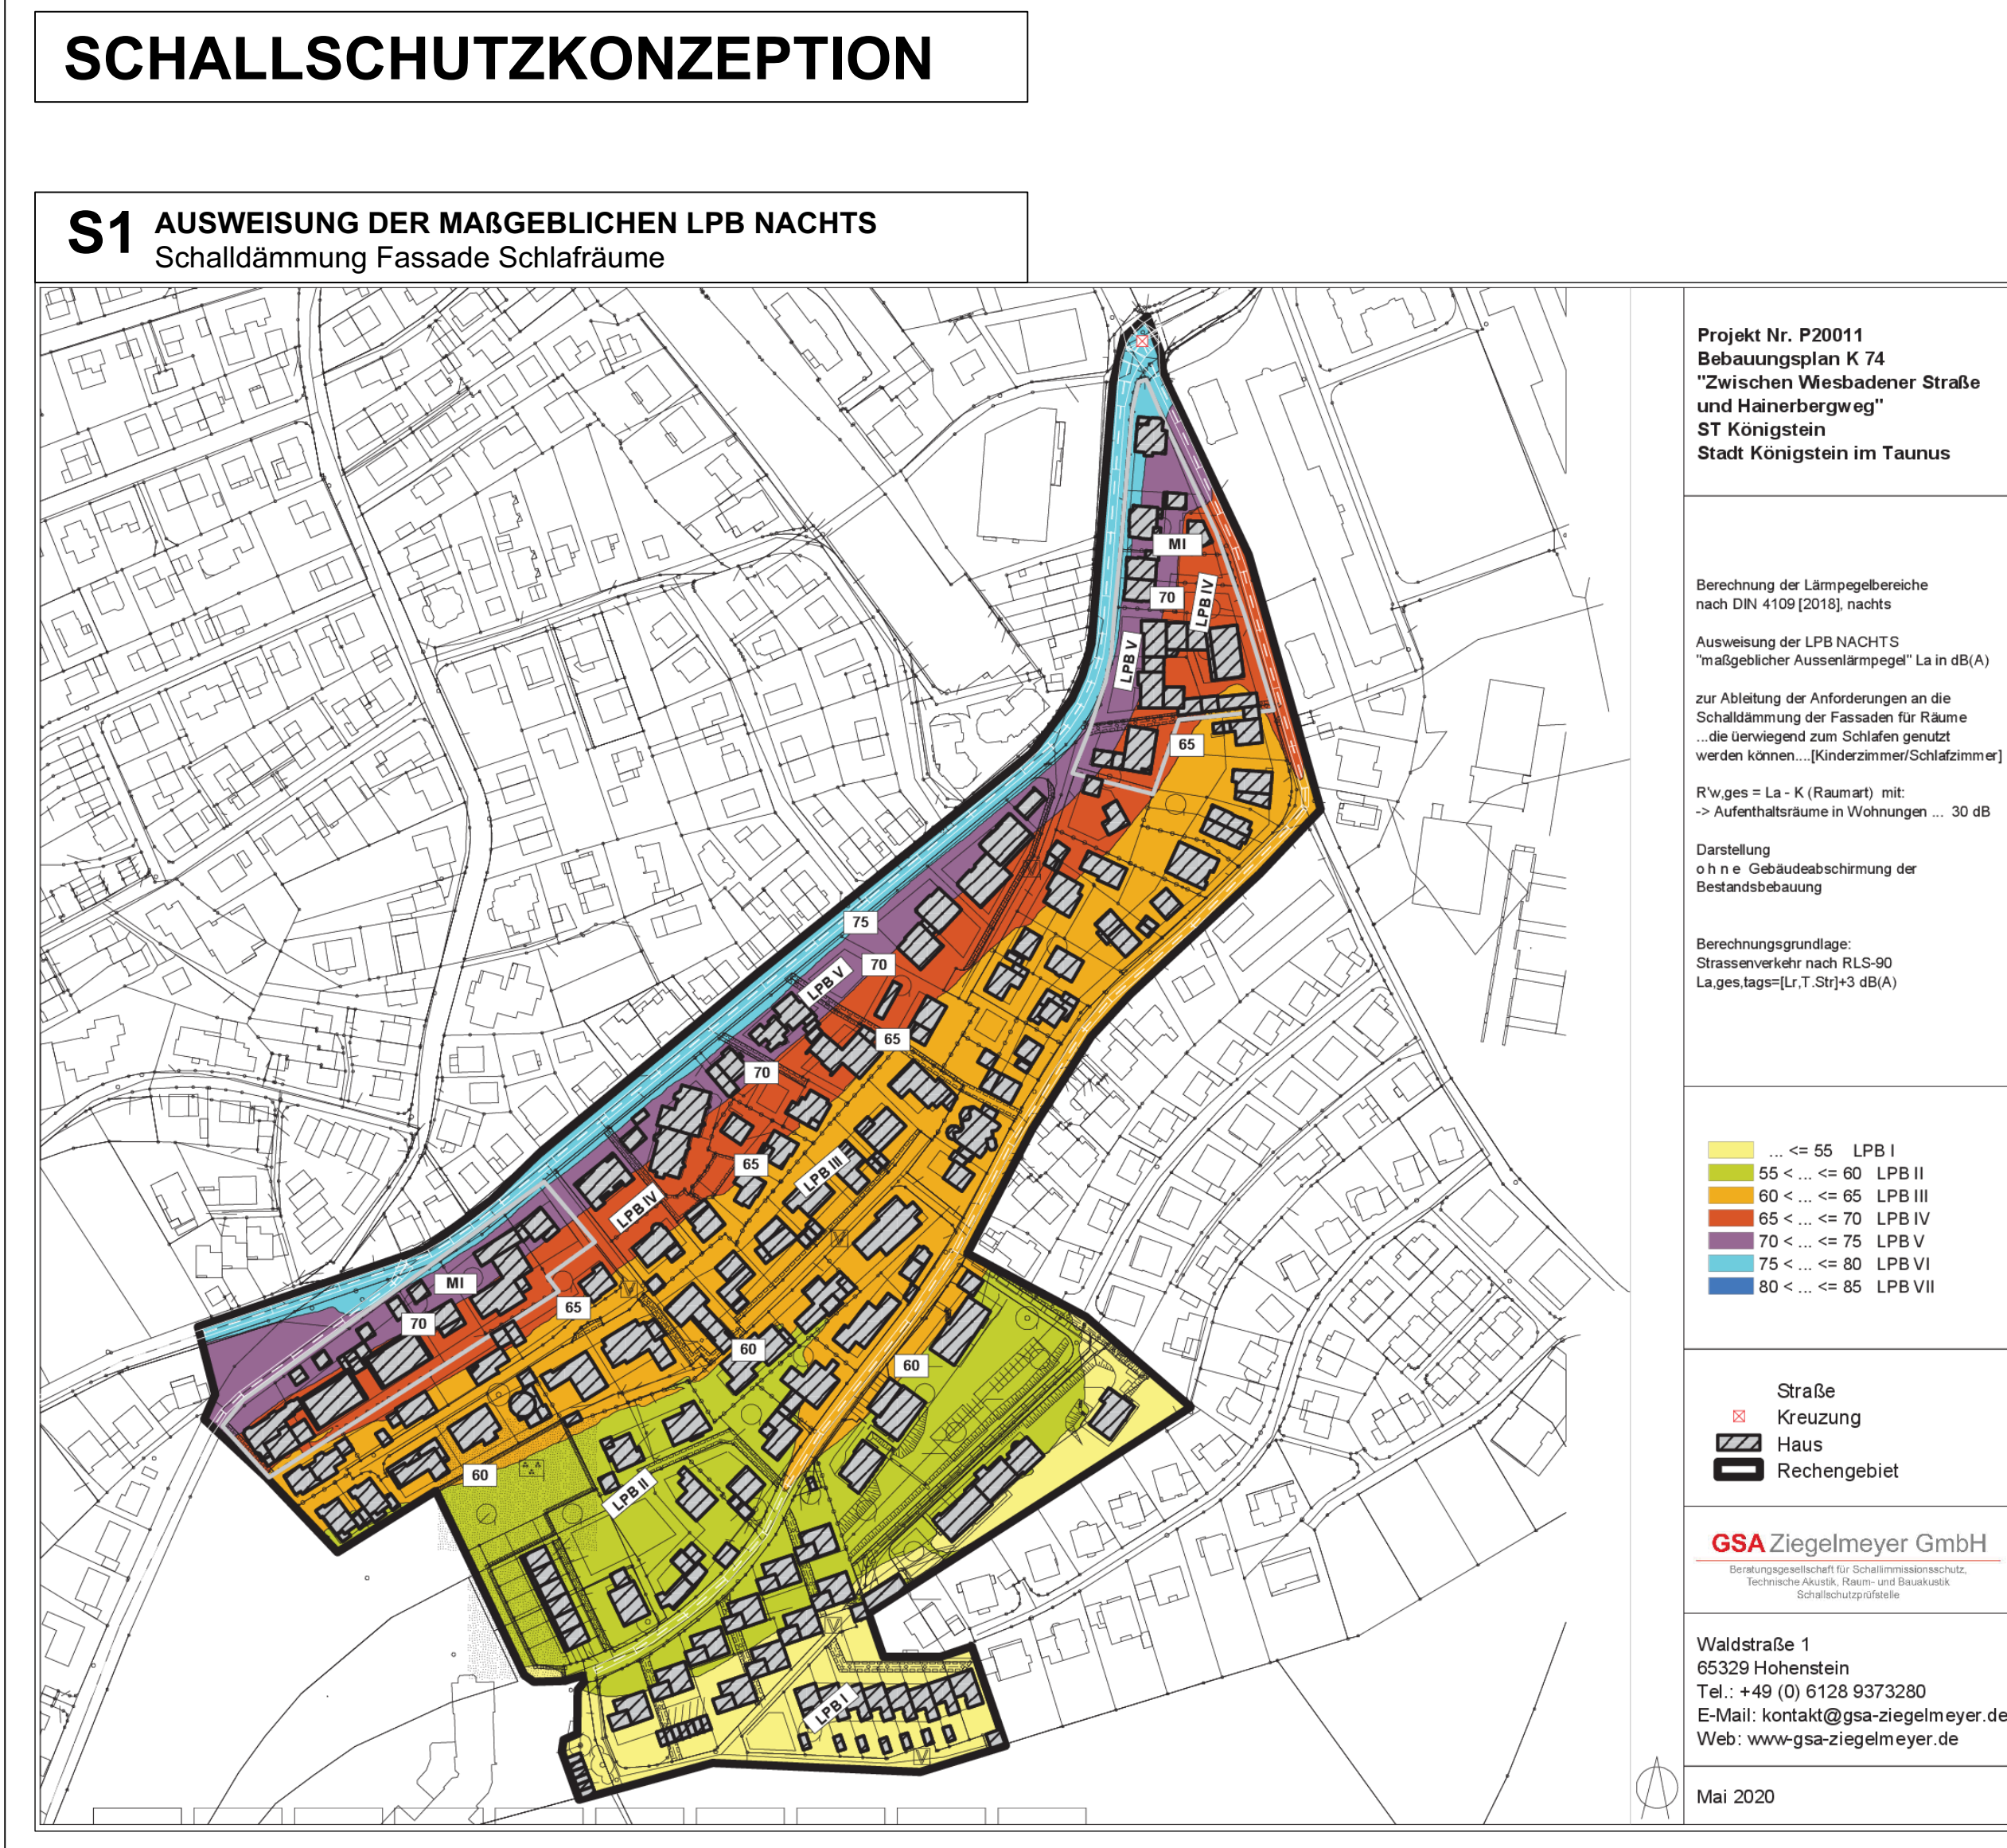 SCHALLSCHUTZKONZEPTION
S1 AUSWEISUNG DER MAßGEBLICHEN LPB NACHTS
Schalldämmung Fassade Schlafräume
MI
70
LPB IV
LPB V
65
75
70
LPB V
65
70
65
LPB III
LPB IV
MI
70
65
60
60
60
LPB II
LPB I
Projekt Nr. P20011
Bebauungsplan K 74
"Zwischen Wiesbadener Straße
und Hainerbergweg"
ST Königstein
Stadt Königstein im Taunus
Berechnung der Lärmpegelbereiche
nach DIN 4109 [2018], nachts
Ausweisung der LPB NACHTS
"maßgeblicher Aussenlärmpegel" La in dB(A)
zur Ableitung der Anforderungen an die
Schalldämmung der Fassaden für Räume
...die üerwiegend zum Schlafen genutzt
werden können....[Kinderzimmer/Schlafzimmer]
R'w,ges = La - K (Raumart) mit:
-> Aufenthaltsräume in Wohnungen ... 30 dB
Darstellung
o h n e Gebäudeabschirmung der
Bestandsbebauung
Berechnungsgrundlage:
Strassenverkehr nach RLS-90
La,ges,tags=[Lr,T.Str]+3 dB(A)
... <= 55 LPB I
55 < ... <= 60 LPB II
60 < ... <= 65 LPB III
65 < ... <= 70 LPB IV
70 < ... <= 75 LPB V
75 < ... <= 80 LPB VI
80 < ... <= 85 LPB VII
Straße
Kreuzung
Haus
Rechengebiet
GSA Ziegelmeyer GmbH
Beratungsgesellschaft für Schallimmissionsschutz,
Technische Akustik, Raum- und Bauakustik
Schallschutzprüfstelle
Waldstraße 1
65329 Hohenstein
Tel.: +49 (0) 6128 9373280
E-Mail: kontakt@gsa-ziegelmeyer.de
Web: www-gsa-ziegelmeyer.de
Mai 2020